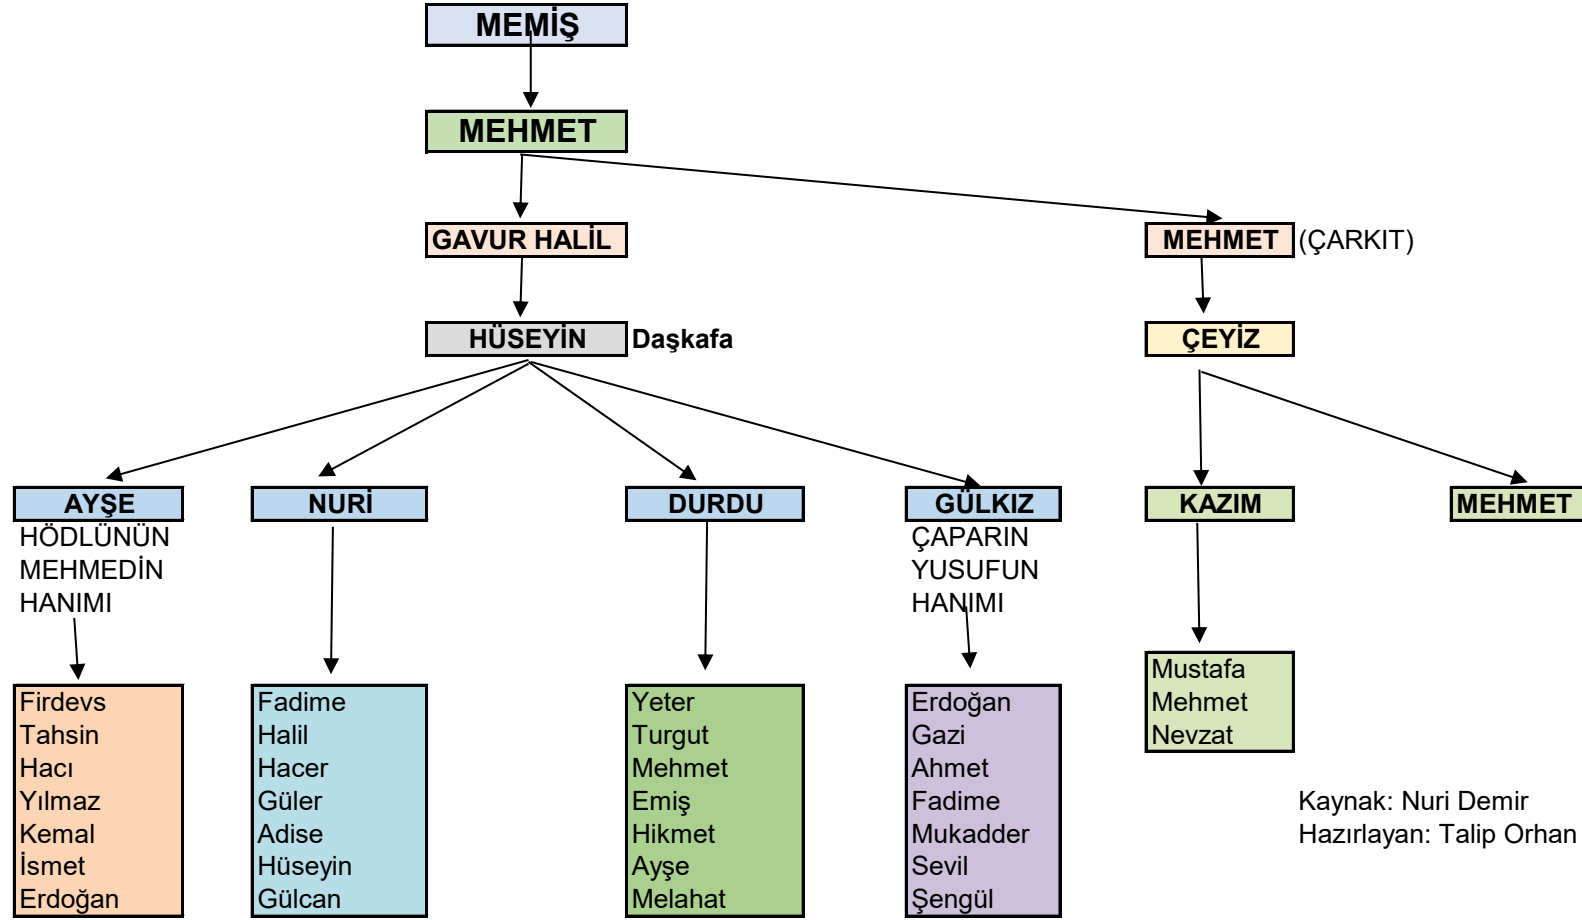 MEMİŞ
MEHMET
GAVUR HALİL
MEHMET (ÇARKIT)
HÜSEYİN Daşkafa
ÇEYİZ
AYŞE
HÖDLÜNÜN
MEHMEDİN
HANIMI
NURİ
DURDU
GÜLKIZ
ÇAPARIN
YUSUFUN
HANIMI
KAZIM
MEHMET
Firdevs
Tahsin
Hacı
Yılmaz
Kemal
İsmet
Erdoğan
Fadime
Halil
Hacer
Güler
Adise
Hüseyin
Gülcan
Yeter
Turgut
Mehmet
Emiş
Hikmet
Ayşe
Melahat
Erdoğan
Gazi
Ahmet
Fadime
Mukadder
Sevil
Şengül
Mustafa
Mehmet
Nevzat
Kaynak: Nuri Demir
Hazırlayan: Talip Orhan